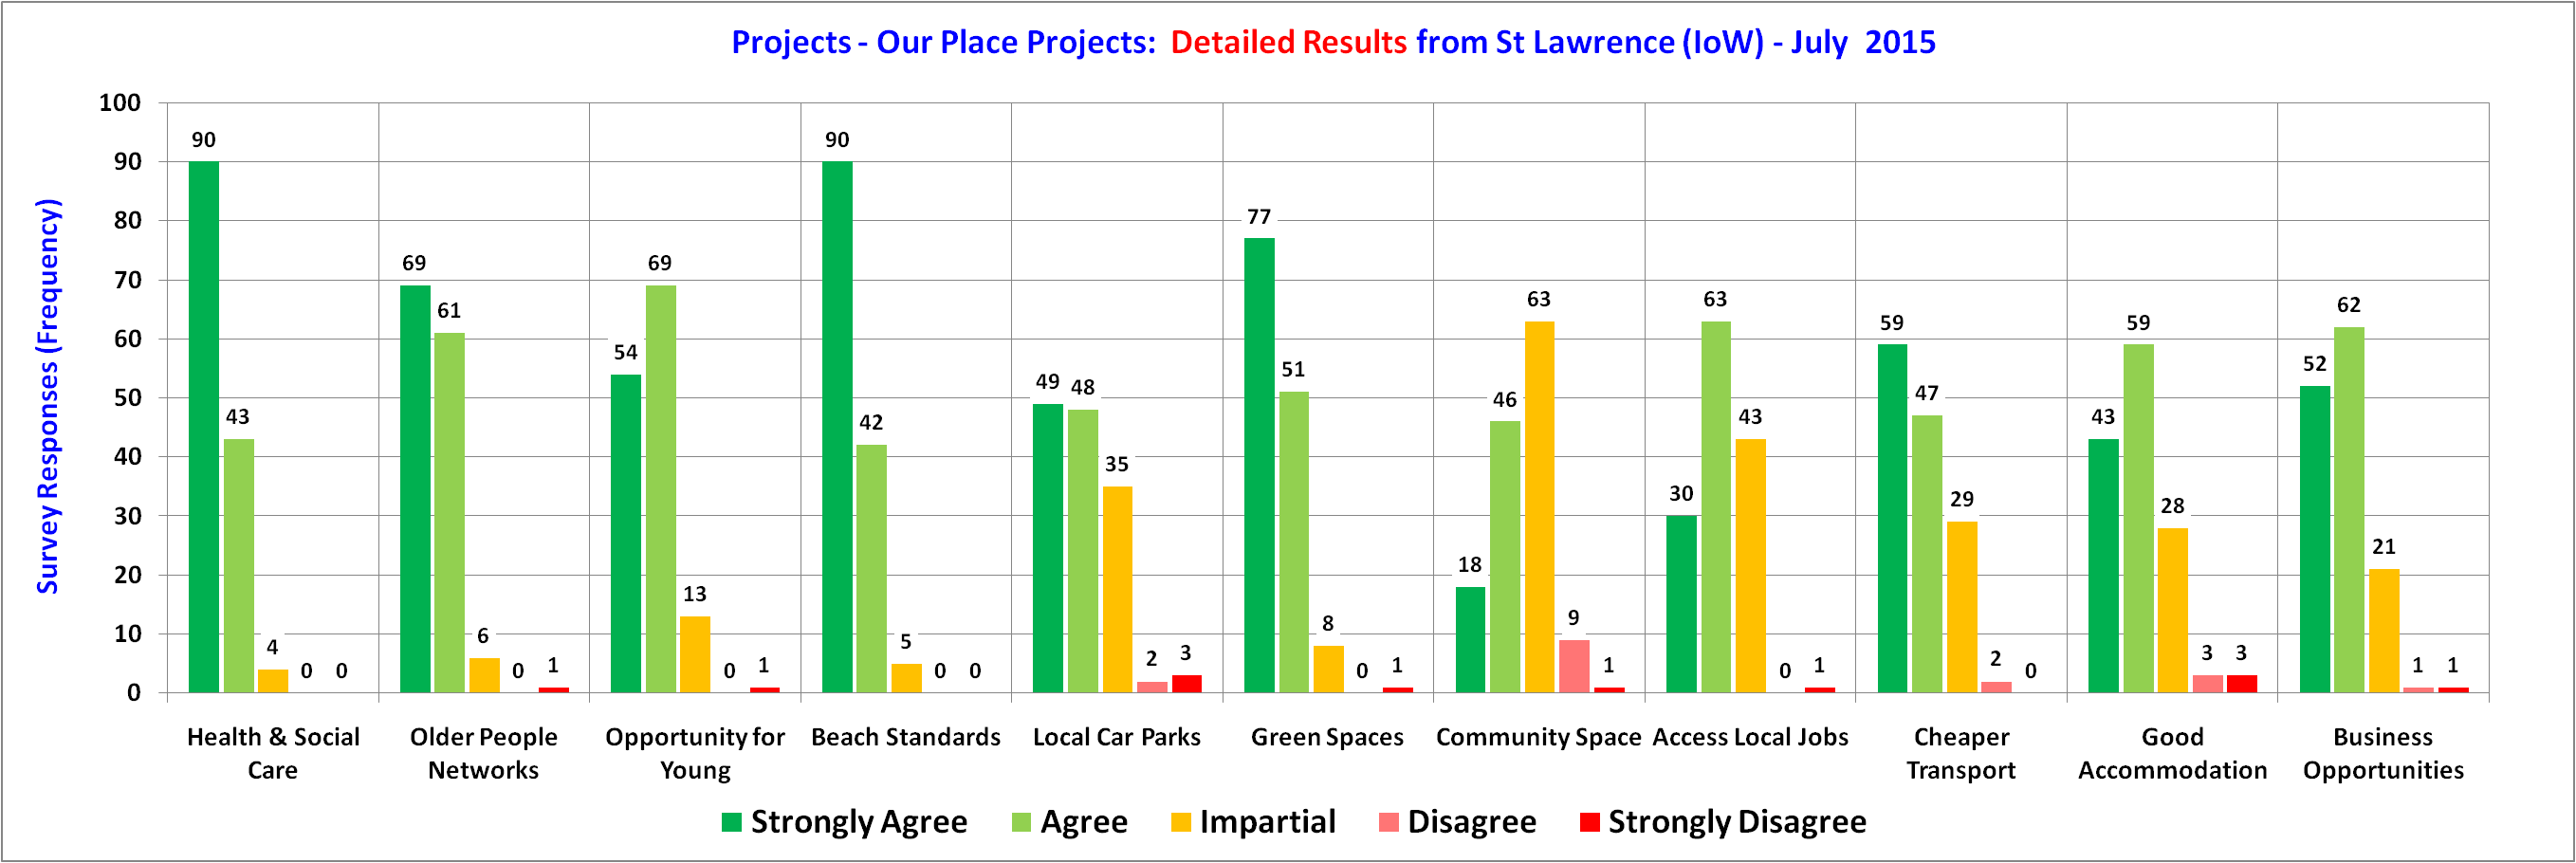 Projects - Our Place Projects:  Detailed Results from St Lawrence (IoW) - July  2015
Survey Responses (Frequency)
100
90
80
70
60
50
40
30
20
10
0
90 43 4 0 0
69 61 6 0 1
54 69 13 0 1
90 42 5 0 0
49 48 35 2 3
77 51 8 0 1
18 46 63 9 1
30 63 43 0 1
59 47 29 2 0
43 59 28 3 3
52 62 21 1 1
Health & Social
Care
Older People
Networks
Opportunity for
Young
Beach Standards
Local Car Parks
Green Spaces
Community Space
Access Local Jobs
Cheaper
Transport
Good
Accommodation
Business
Opportunities
Strongly Agree Agree Impartial Disagree Strongly Disagree